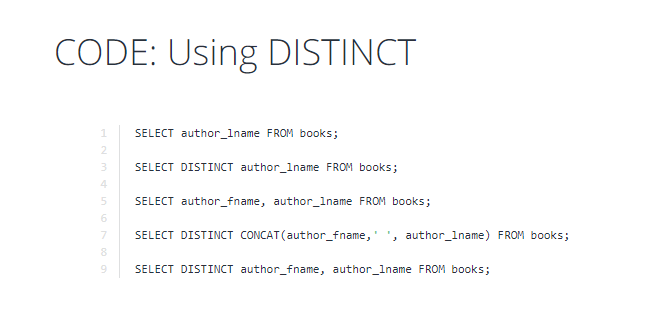 CODE: Using DISTINCT
1 SELECT author_lname FROM books;
2
3 SELECT DISTINCT author_lname FROM books;
4
5 SELECT author_fname, author_lname FROM books;
6
7 SELECT DISTINCT CONCAT(author_fname,' ', author_lname) FROM books;
8
9 SELECT DISTINCT author_fname, author_lname FROM books;